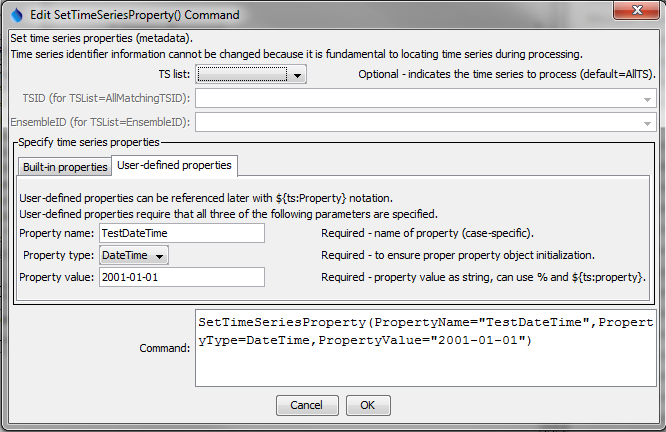 Edit SetTimeSeriesProperty() Command
Set time series properties (metadata).
Time series identifier information cannot be changed because it is fundamental to locating time series during processing.
TS list: Optional - indicates the time series to process (default=AllTS).
TSID (for TSList=AllMatchingTSID):
EnsembleID (for TSList=EnsembleID):
Specify time series properties
Built-in properties User-defined properties
User-defined properties can be referenced later with ${ts:Property} notation.
User-defined properties require that all three of the following parameters are specified.
Property name: TestDateTime Required - name of property (case-specific).
Property type: DateTime Required - to ensure proper property object initialization.
Property value: 2001-01-01 Required - property value as string, can use % and ${ts:property}.
SetTimeSeriesProperty(PropertyName="TestDateTime",Propert
Command: yType=DateTime,PropertyValue="2001-01-01")
Cancel OK